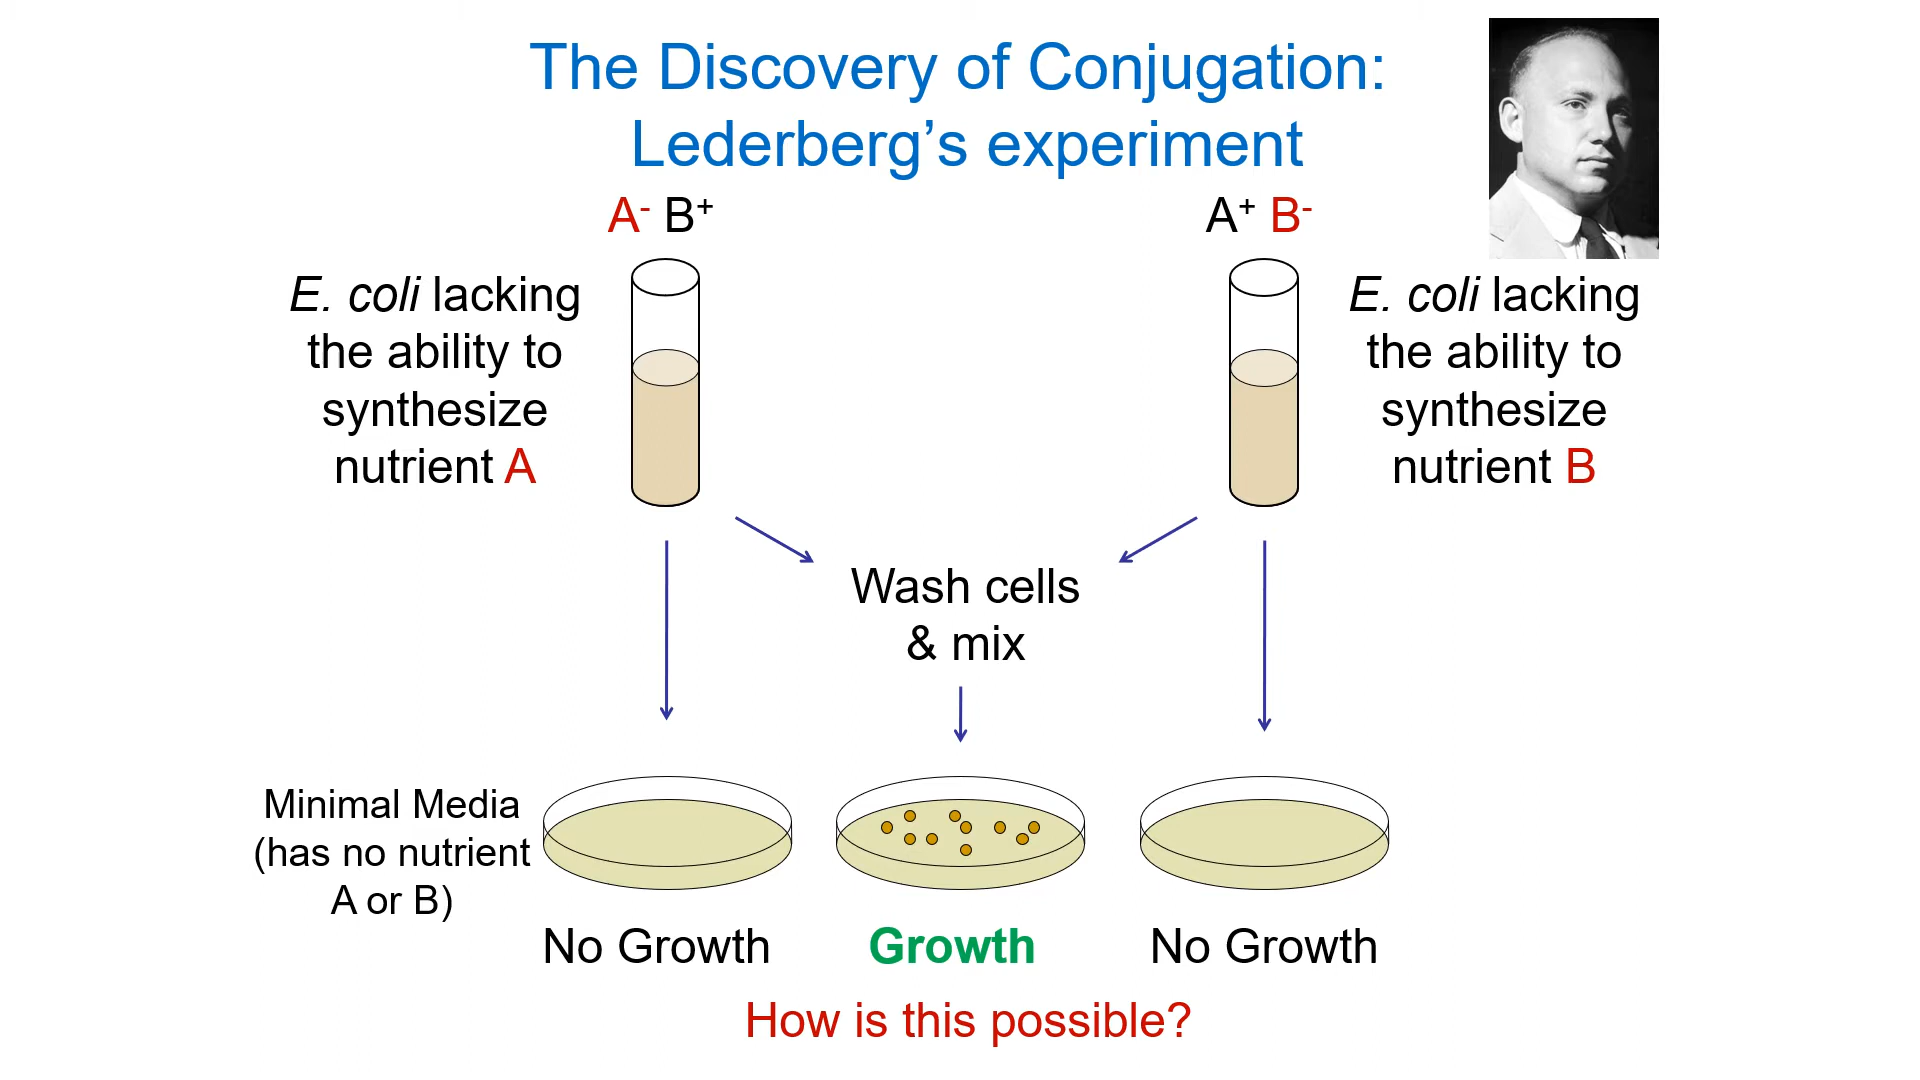 The Discovery of Conjugation:
Lederberg’s experiment
A- B+
A+ B-
E. coli lacking
the ability to
synthesize
nutrient A
E. coli lacking
the ability to
synthesize
nutrient B
Wash cells
& mix
Minimal Media
(has no nutrient
A or B)
No Growth
Growth
No Growth
How is this possible?